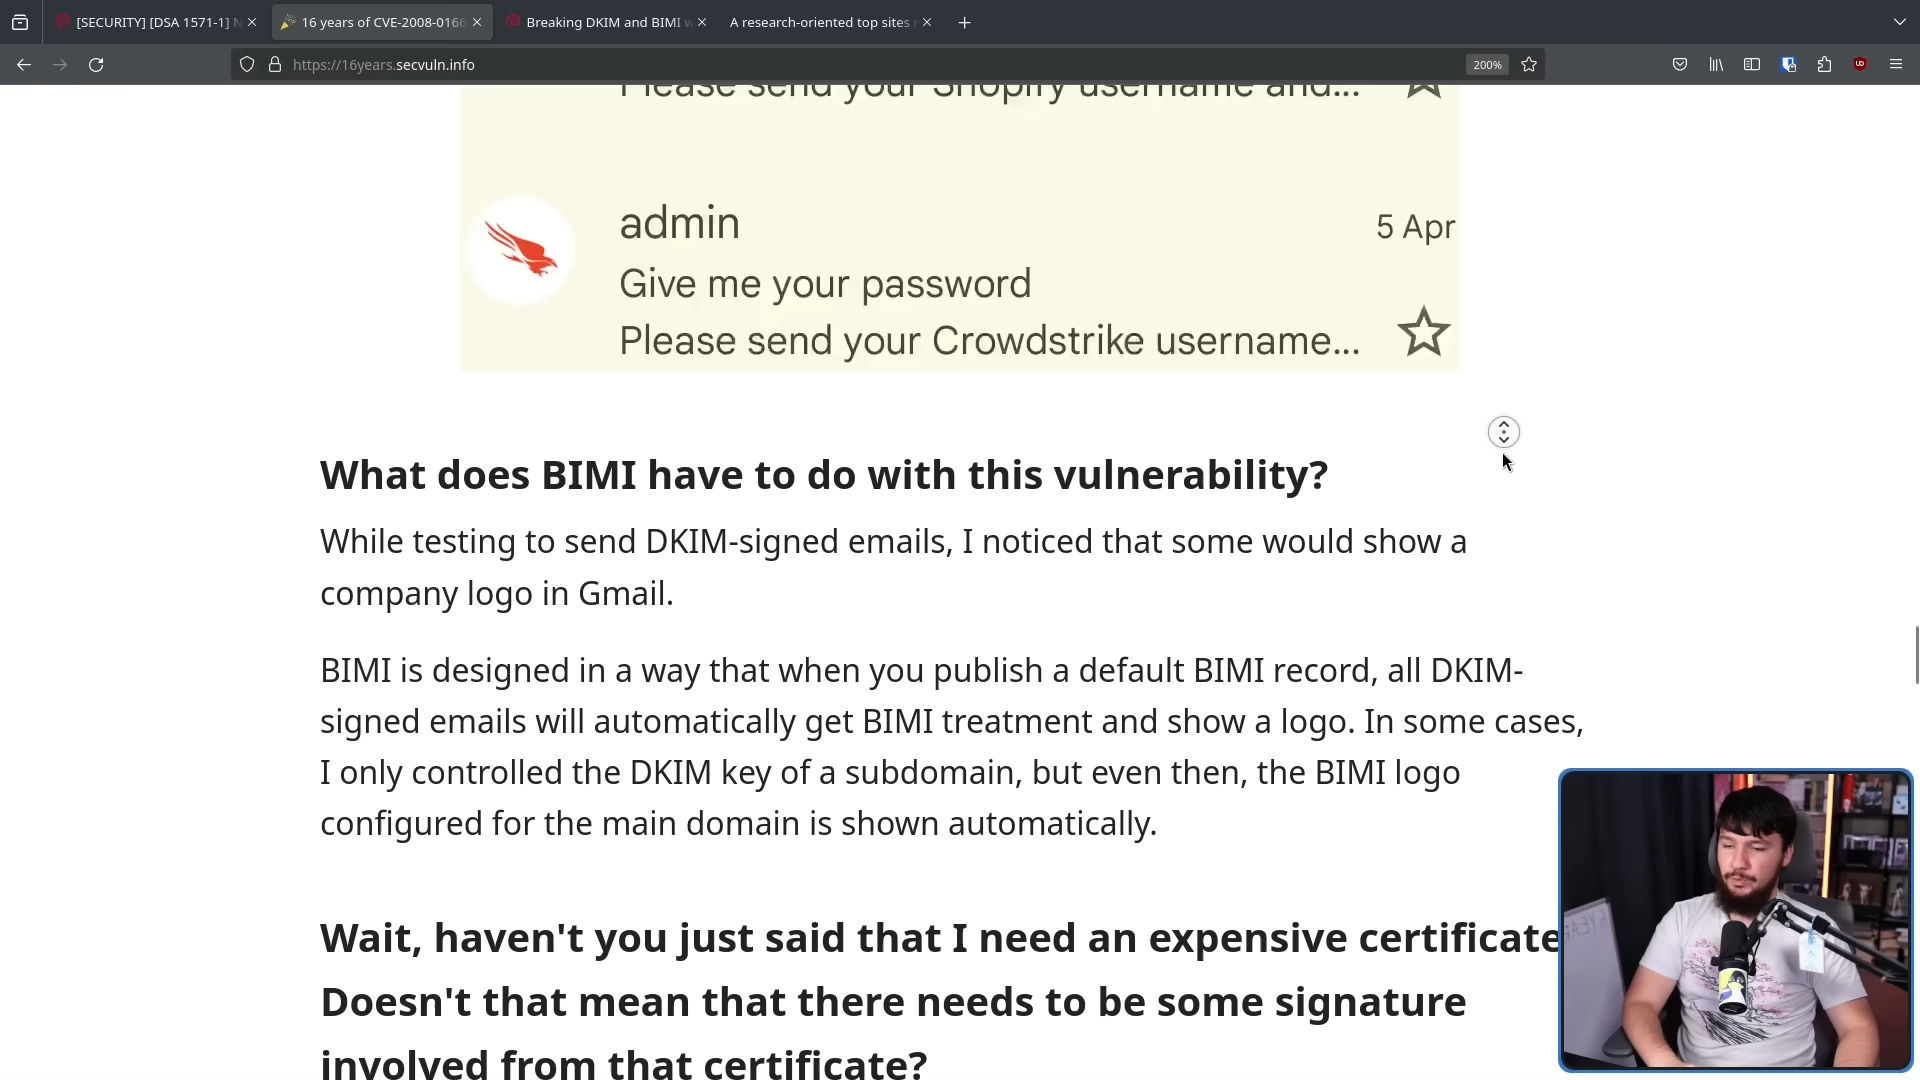 [SECURITY] [DSA 1571-1] N
16 years of CVE-2008-0166
Breaking DKIM and BIMI w
A research-oriented top sites r
https://16years.secvuln.info
200%
Please send your Shopify username and...
admin
5 Apr
Give me your password
Please send your Crowdstrike username...
What does BIMI have to do with this vulnerability?
While testing to send DKIM-signed emails, I noticed that some would show a
company logo in Gmail.
BIMI is designed in a way that when you publish a default BIMI record, all DKIM-
signed emails will automatically get BIMI treatment and show a logo. In some cases,
I only controlled the DKIM key of a subdomain, but even then, the BIMI logo
configured for the main domain is shown automatically.
Wait, haven't you just said that I need an expensive certificate
Doesn't that mean that there needs to be some signature
involved from that certificate?